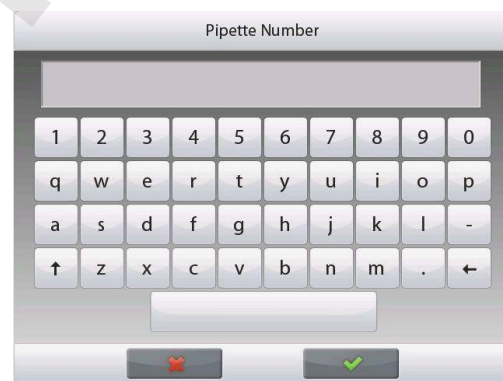 Pipette Number
1 2 3 4 5 6 7 8 9 0
q w e r t y u i o p
a s d f g h j k l -
↑ z x c v b n m . ←